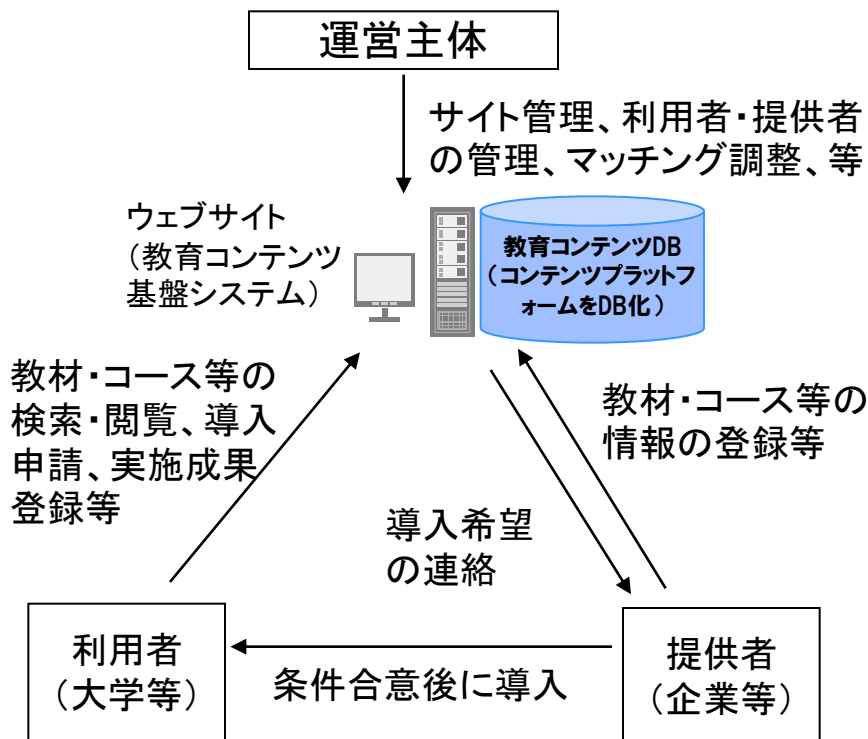 運営主体
サイト管理、利用者・提供者
の管理、マッチング調整、等
ウェブサイト
（教育コンテンツ
基盤システム）
教育コンテンツDB
（コンテンツプラットフ
ォームをDB化）
教材・コース等の
検索・閲覧、導入
申請、実施成果
登録等
教材・コース等の
情報の登録等
導入希望
の連絡
利用者
（大学等）
条件合意後に導入
提供者
（企業等）